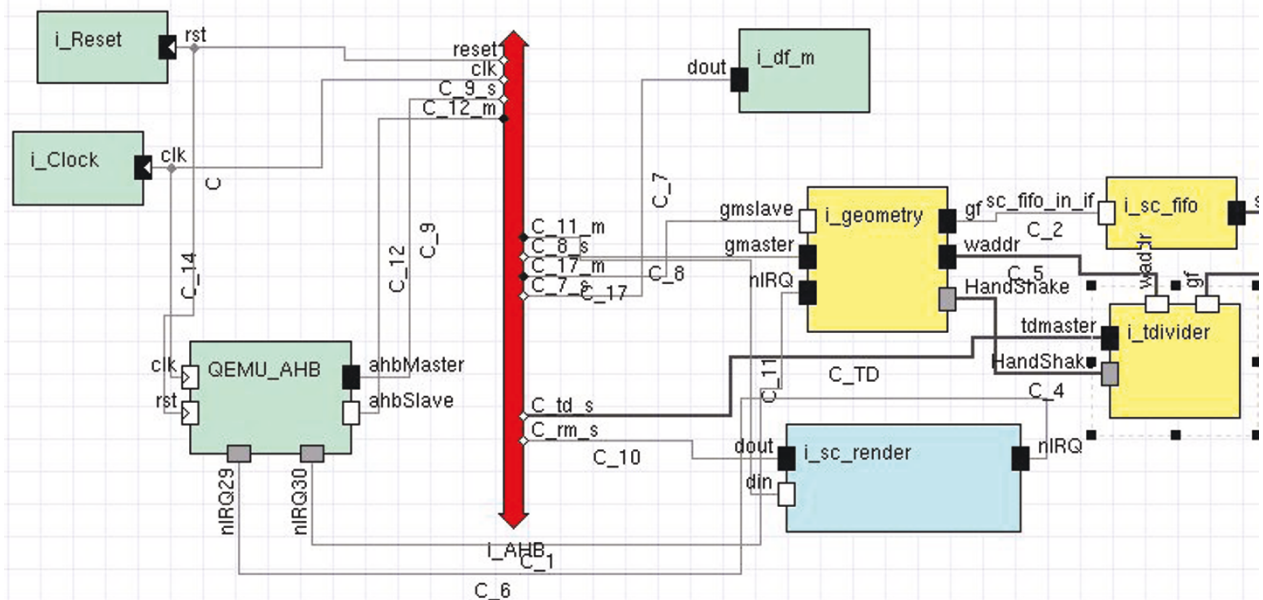 i_Reset
rst
i_Clock
clk
reset
clk
C_9_s
C_12_m
dout
i_df_m
C
C_14
C_12
C_9
C_7
C_11_m
C_8_s
C_17_m
C_7_s
C_17
C_8
gmslave
gmaster
nIRQ
i_geometry
gf
waddr
HandShake
sc_fifo_in_if
C_2
C_5
i_sc_fifo
s
waddr
gf
tdmaster
HandShake
i_tdivider
clk
rst
QEMU_AHB
ahbMaster
ahbSlave
nIRQ29
nIRQ30
C_td_s
C_rm_s
C_10
C_TD
C_11
C_4
dout
din
i_sc_render
nIRQ
i_AHB
C_1
C_6